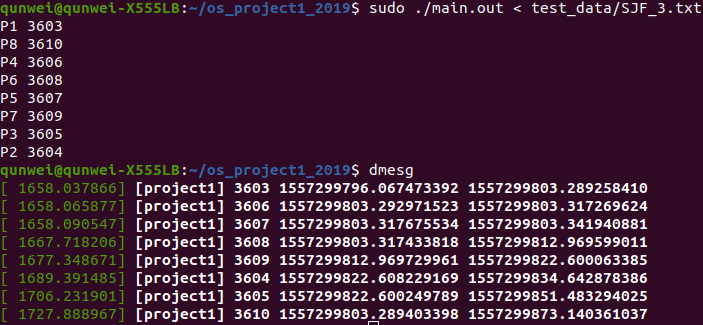 qunwei@qunwei-X555LB:~/os_project1_2019$ sudo ./main.out < test_data/SJF_3.txt
P1 3603
P8 3610
P4 3606
P6 3608
P5 3607
P7 3609
P3 3605
P2 3604
qunwei@qunwei-X555LB:~/os_project1_2019$ dmesg
[ 1658.037866] [project1] 3603 1557299796.067473392 1557299803.289258410
[ 1658.065877] [project1] 3606 1557299803.292971523 1557299803.317269624
[ 1658.090547] [project1] 3607 1557299803.317675534 1557299803.341940881
[ 1667.718206] [project1] 3608 1557299803.317433818 1557299812.969599011
[ 1677.348671] [project1] 3609 1557299812.969729961 1557299822.600063385
[ 1689.391485] [project1] 3604 1557299822.608229169 1557299834.642878386
[ 1706.231901] [project1] 3605 1557299822.600249789 1557299851.483294025
[ 1727.888967] [project1] 3610 1557299803.289403398 1557299873.140361037